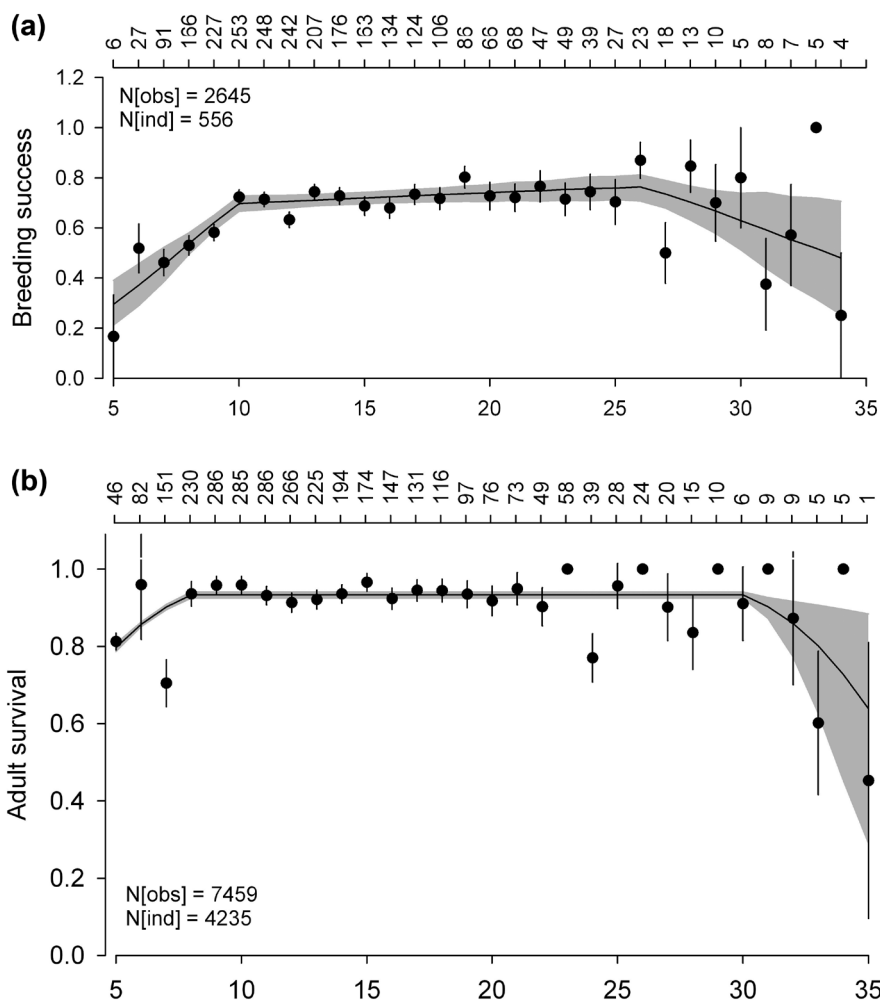 (a)
6 27 91 166 227 253 248 242 207 176 163 134 124 106 86 66 68 47 49 39 27 23 18 13 10 5 8 7 5 4
1.2
N[obs] = 2645
N[ind] = 556
1.0
0.8
0.6
0.4
0.2
0.0
Breeding success
5 10 15 20 25 30 35
(b)
46 82 151 230 286 285 286 266 225 194 174 147 131 116 97 76 73 49 58 39 28 24 20 15 10 6 9 9 5 5 1
1.0
0.8
0.6
0.4
0.2
0.0
Adult survival
N[obs] = 7459
N[ind] = 4235
5 10 15 20 25 30 35